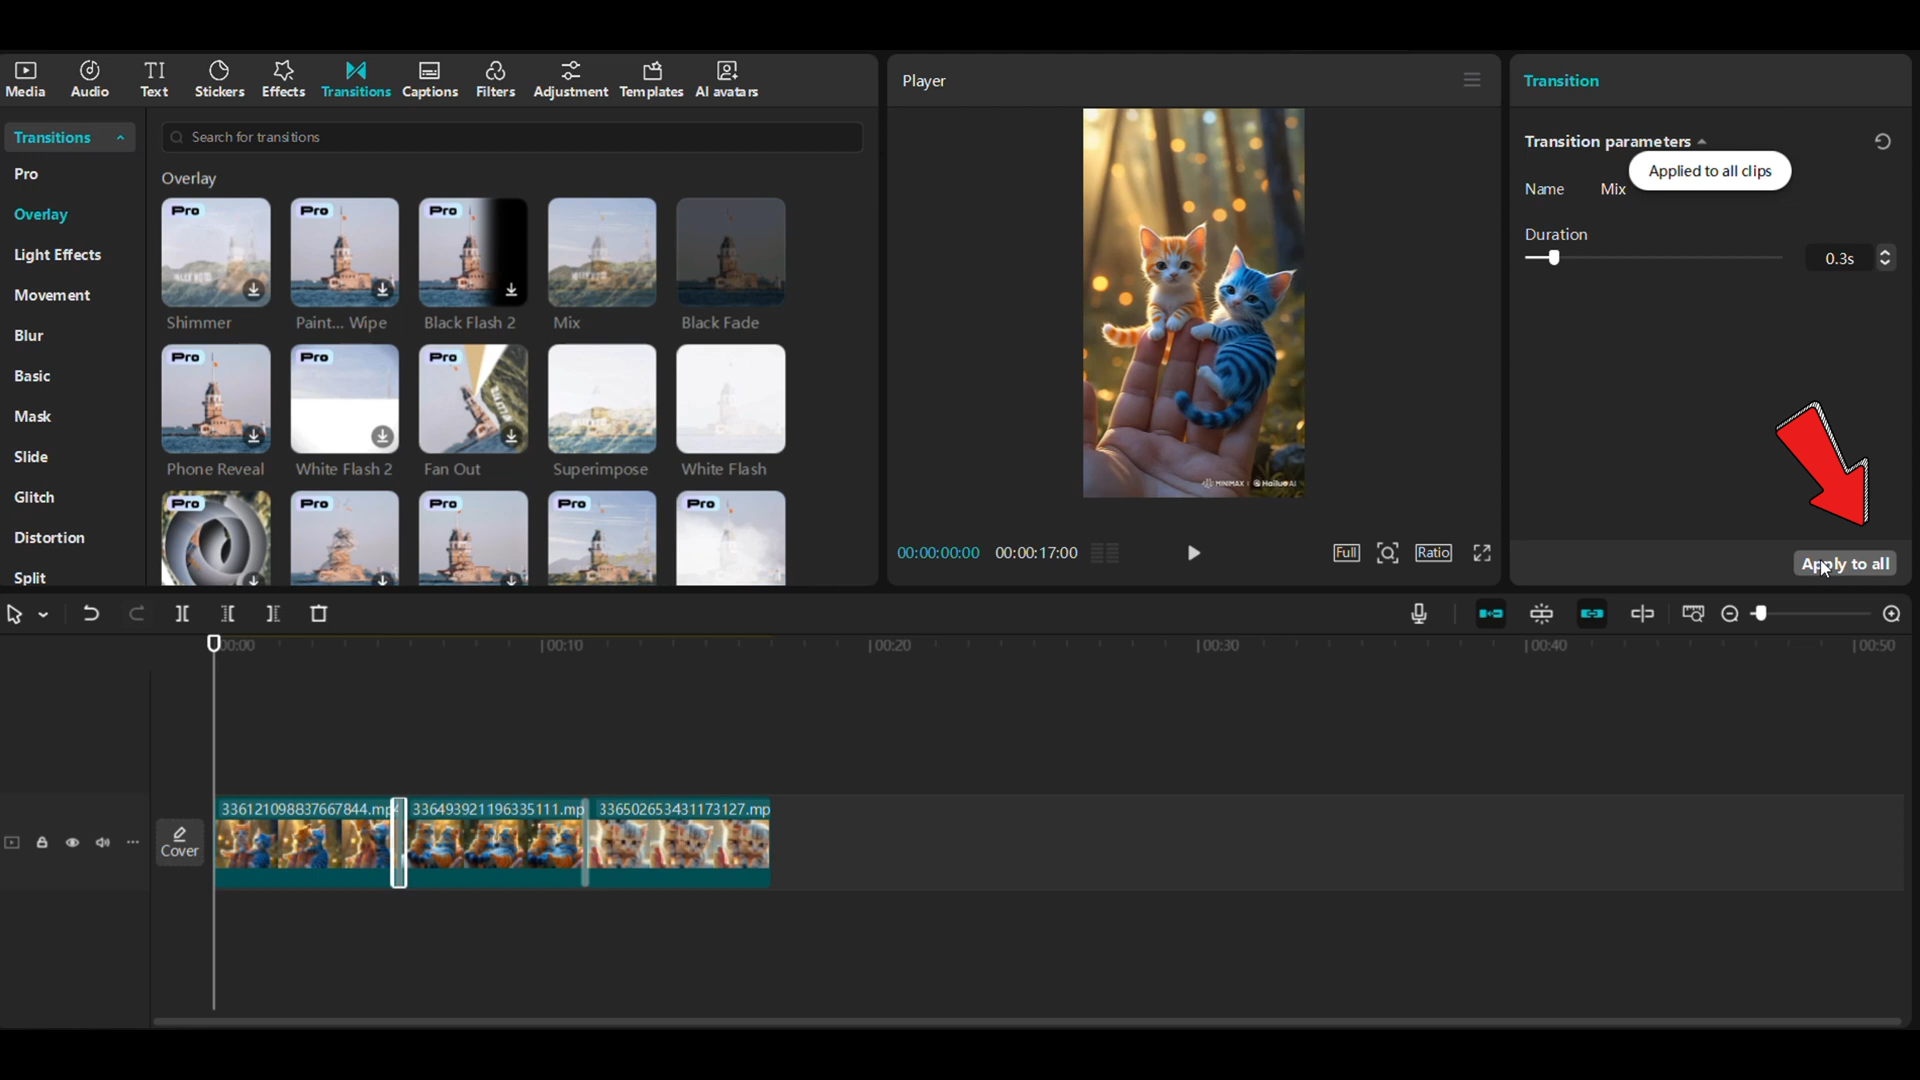 Media
Audio
Text
Stickers
Effects
Transitions
Captions
Filters
Adjustment
Templates
AI avatars
Transitions
Pro
Overlay
Light Effects
Movement
Blur
Basic
Mask
Slide
Glitch
Distortion
Split
Search for transitions
Overlay
Pro
Pro
Pro
Shimmer
Paint... Wipe
Black Flash 2
Mix
Black Fade
Pro
Pro
Pro
Phone Reveal
White Flash 2
Fan Out
Superimpose
White Flash
Pro
Pro
Pro
Pro
Pro
Player
MINIMAX | Hailuo AI
00:00:00:00 00:00:17:00
Full
Ratio
Transition
Transition parameters
Applied to all clips
Name Mix
Duration
0.3s
Apply to all
00:00
00:10
00:20
00:30
00:40
00:50
Cover
336121098837667844.mp4
336493921196335111.mp
336502653431173127.mp